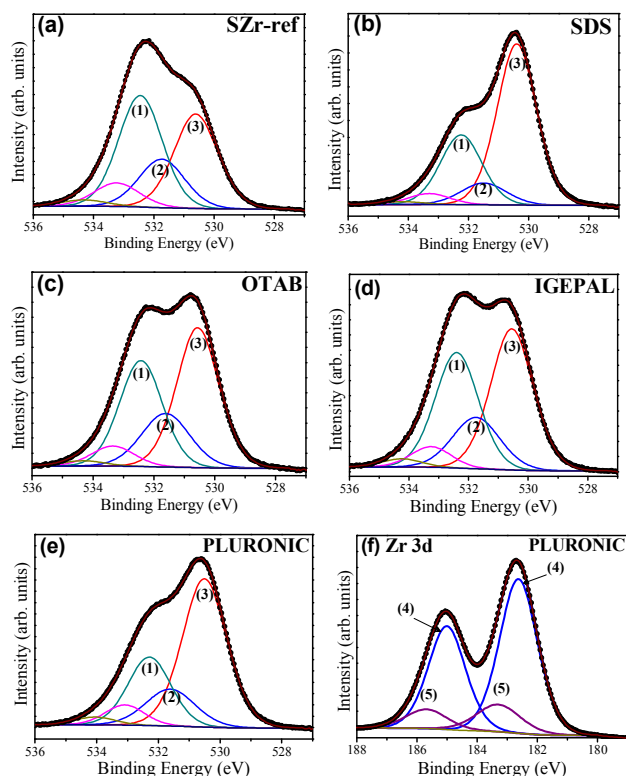 (a) SZr-ref
(1)
(2)
(3)
Intensity (arb. units)
536 534 532 530 528
Binding Energy (eV)
(b) SDS
(1)
(2)
(3)
Intensity (arb. units)
536 534 532 530 528
Binding Energy (eV)
(c) OTAB
(1)
(2)
(3)
Intensity (arb. units)
536 534 532 530 528
Binding Energy (eV)
(d) IGEPAL
(1)
(2)
(3)
Intensity (arb. units)
536 534 532 530 528
Binding Energy (eV)
(e) PLURONIC
(1)
(2)
(3)
Intensity (arb. units)
536 534 532 530 528
Binding Energy (eV)
(f) Zr 3d PLURONIC
(4)
(4)
(5)
(5)
Intensity (arb. units)
188 186 184 182 180
Binding Energy (eV)